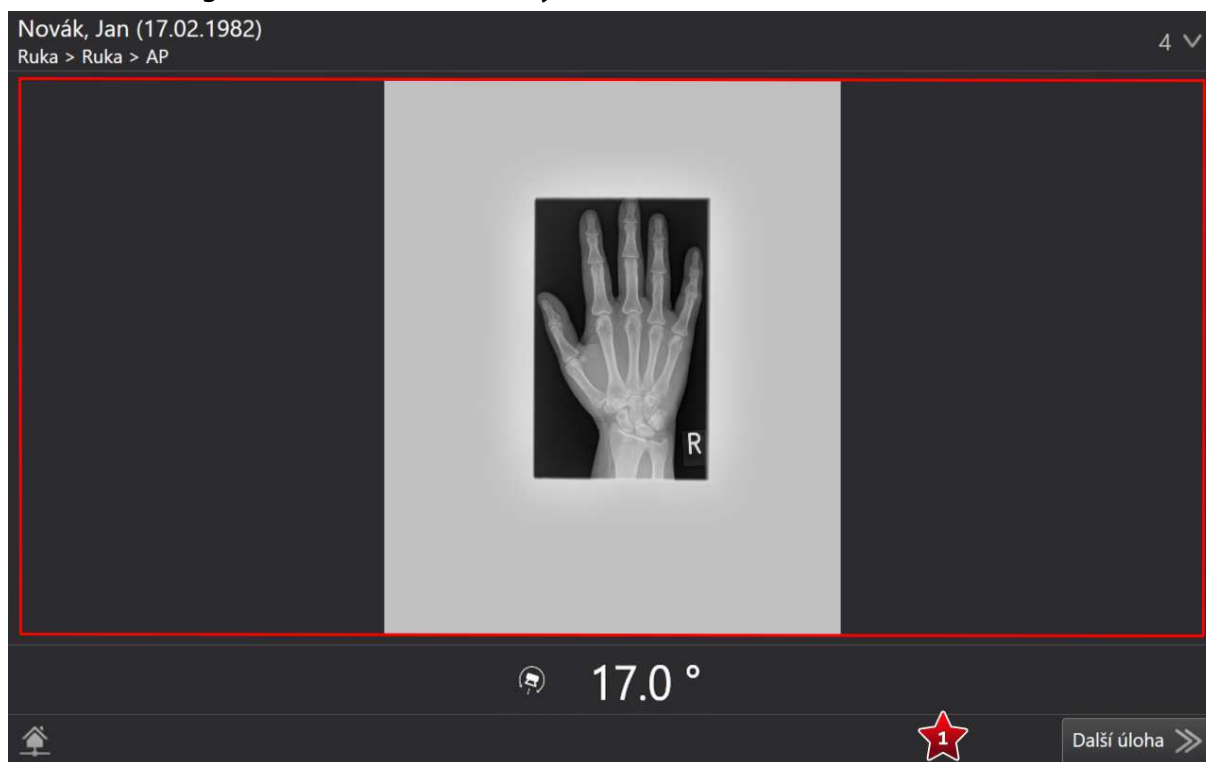 Novák, Jan (17.02.1982)
4
Ruka > Ruka > AP
R
17.0 °
1
Další úloha